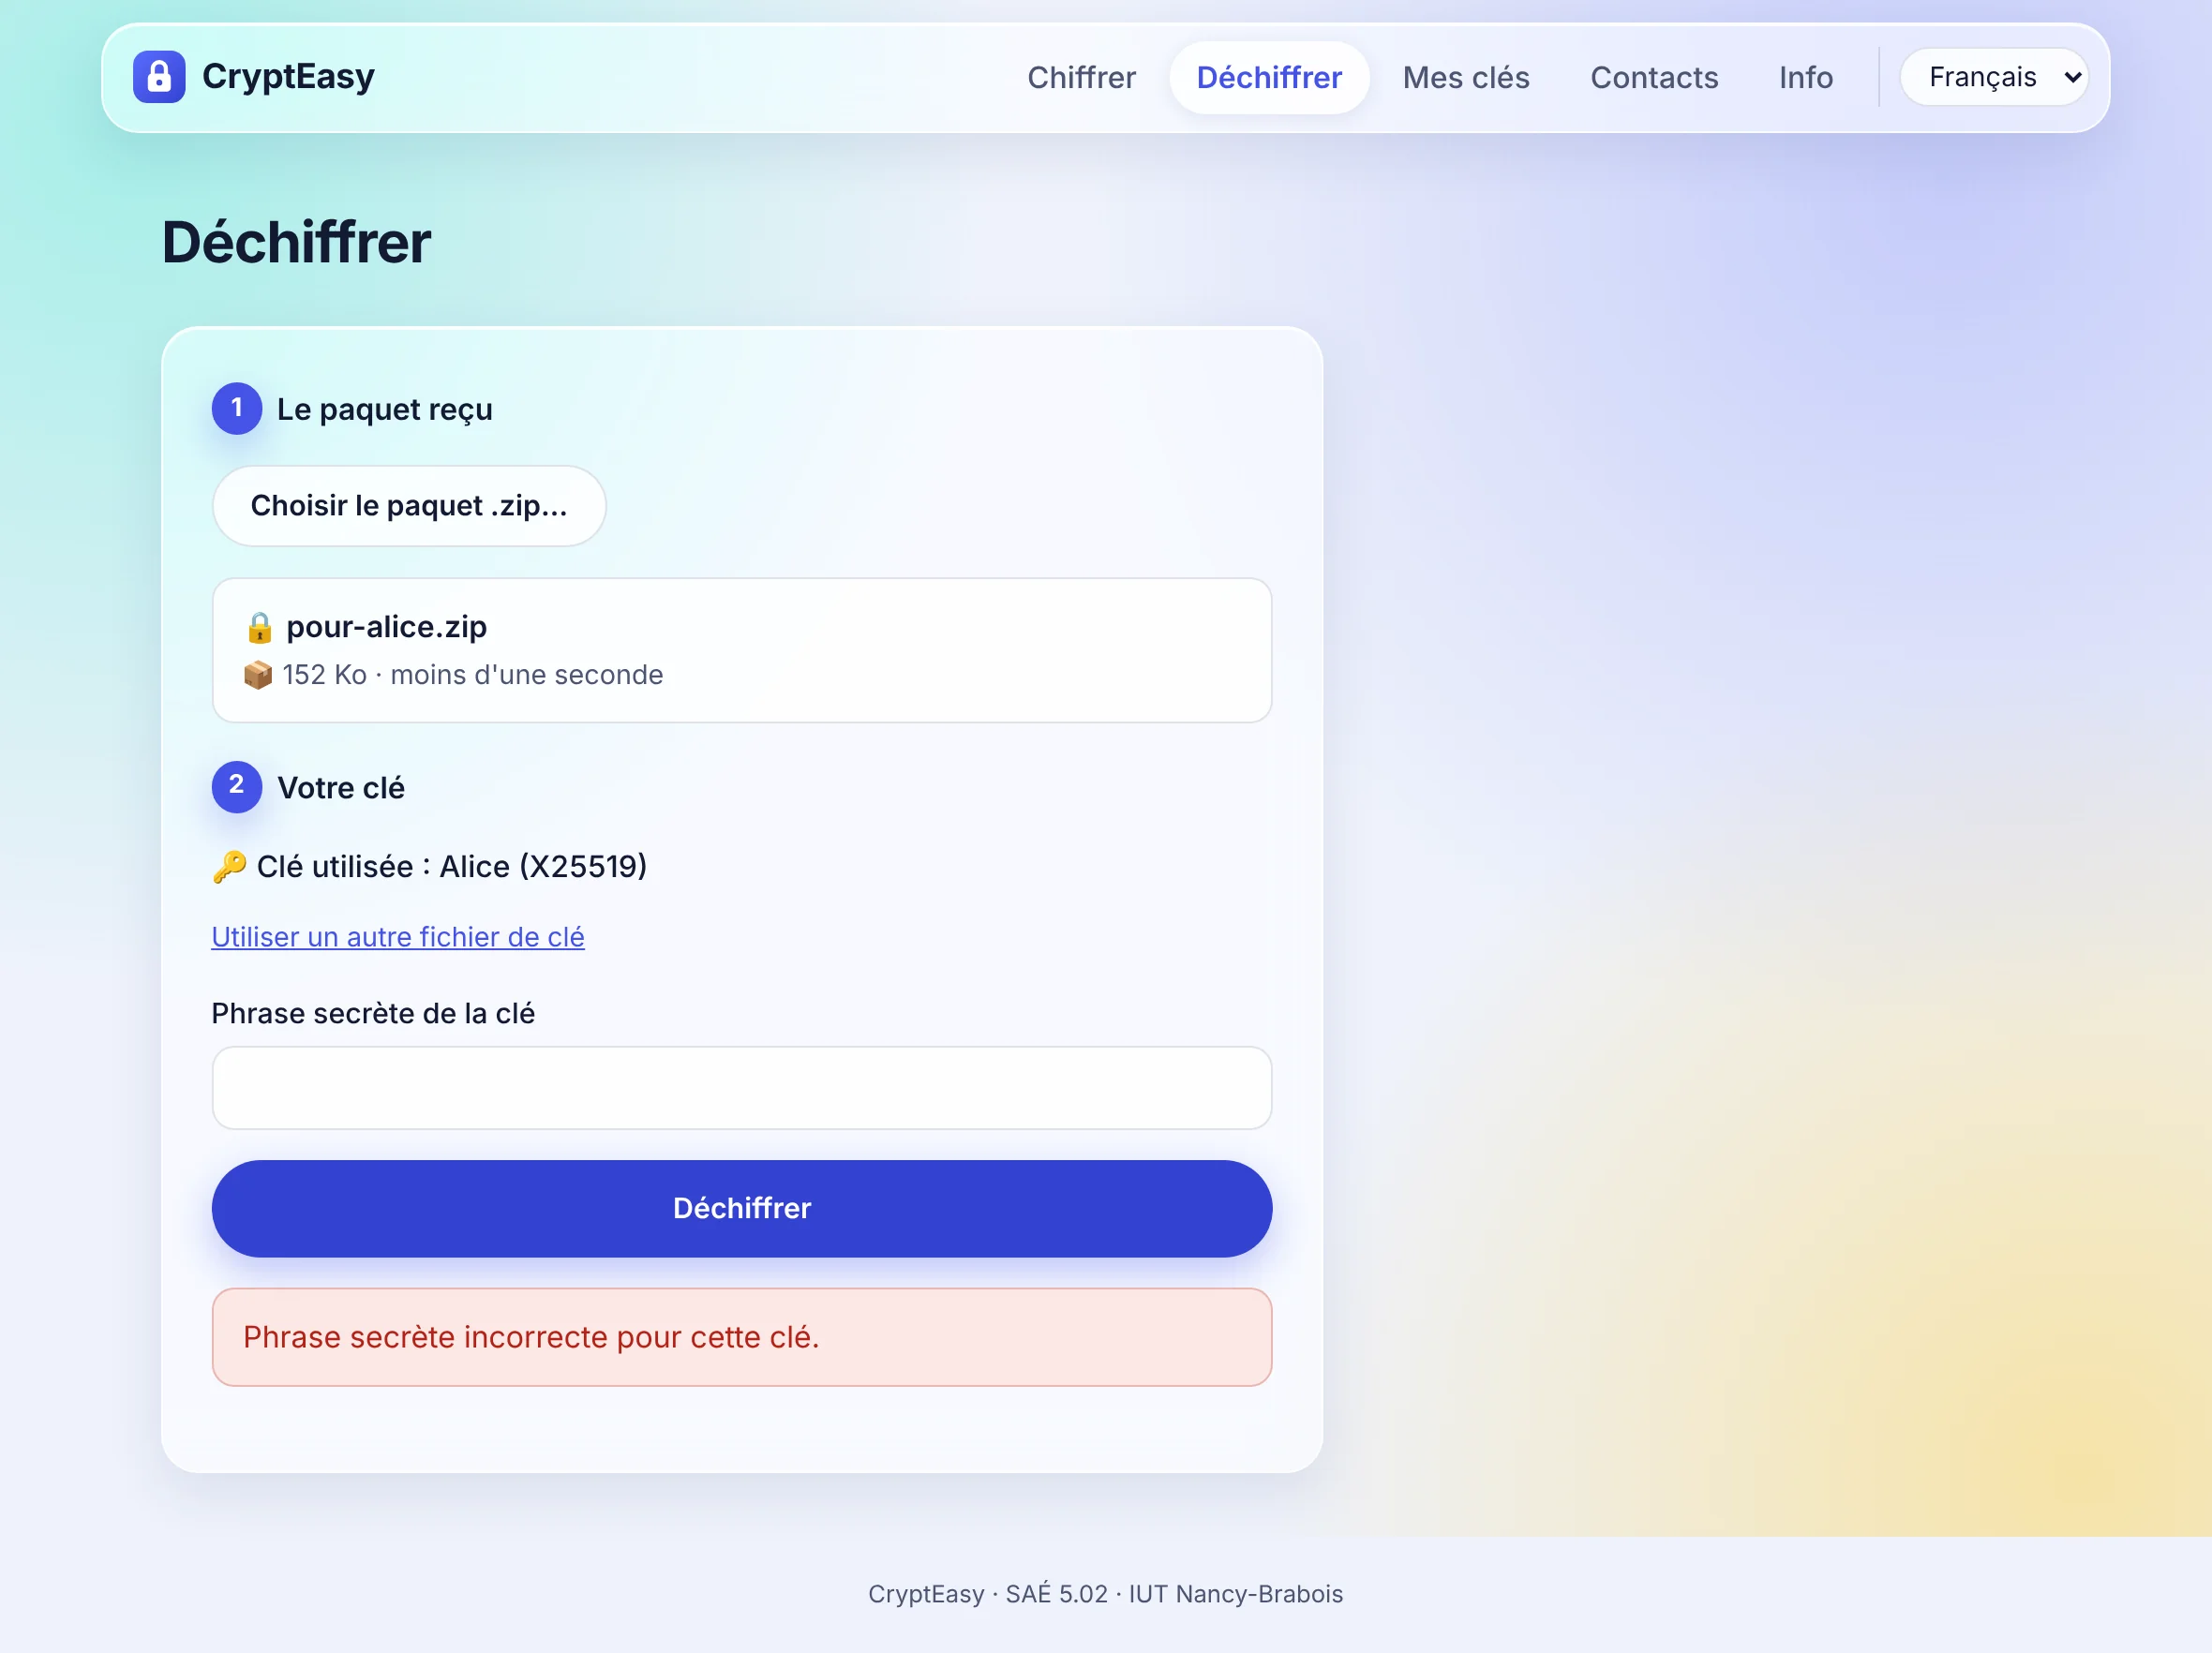 CryptEasy
Chiffrer
Déchiffrer
Mes clés
Contacts
Info
Français
Déchiffrer
1 Le paquet reçu
Choisir le paquet .zip…
🔒 pour-alice.zip
📦 152 Ko · moins d'une seconde
2 Votre clé
🔑 Clé utilisée : Alice (X25519)
Utiliser un autre fichier de clé
Phrase secrète de la clé
Déchiffrer
Phrase secrète incorrecte pour cette clé.
CryptEasy · SAÉ 5.02 · IUT Nancy-Brabois